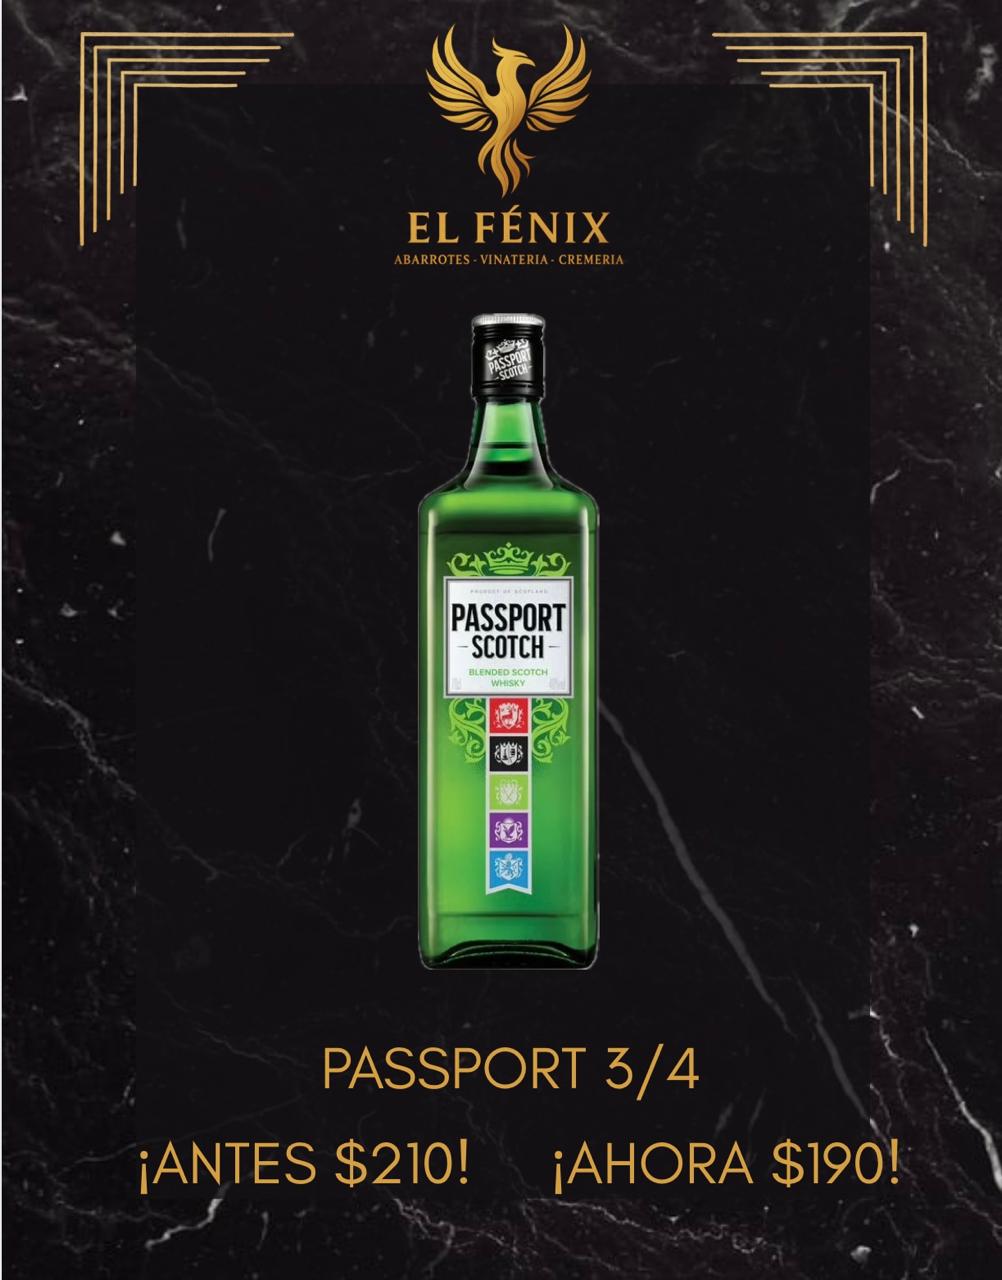 EL FÉNIX
ABARROTES - VINATERIA - CREMERIA
PASSPORT
SCOTCH
PRODUCT OF SCOTLAND
PASSPORT
SCOTCH
BLENDED SCOTCH
WHISKY
PASSPORT 3/4
¡ANTES $210! ¡AHORA $190!